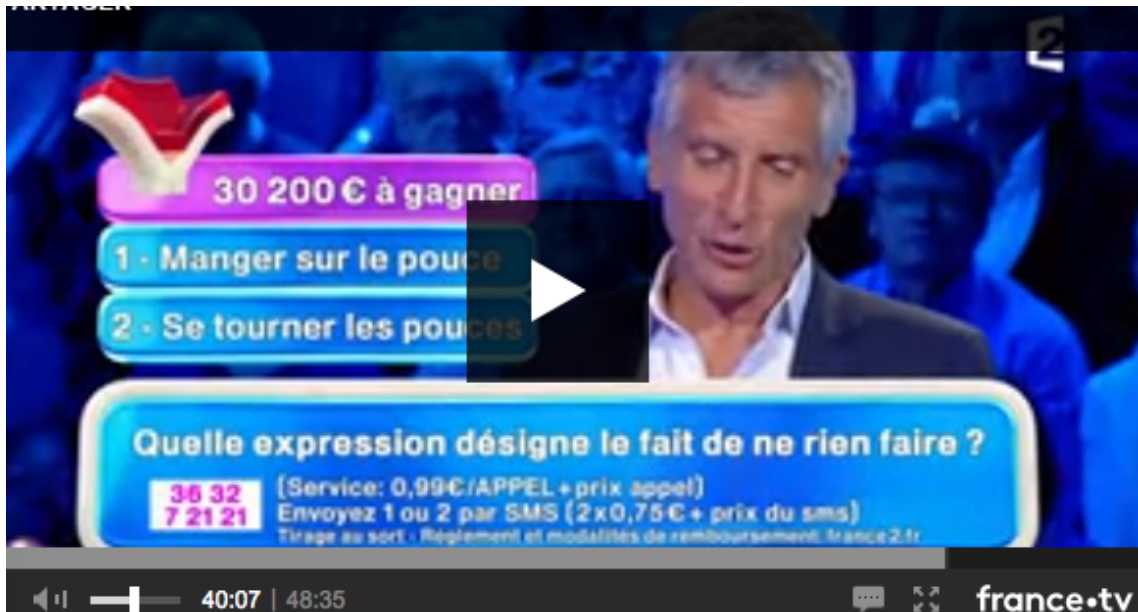 PARTAGER
2
30 200 € à gagner
1 - Manger sur le pouce
2 - Se tourner les pouces
Quelle expression désigne le fait de ne rien faire ?
36 32
7 21 21
(Service: 0,99€/APPEL + prix appel)
Envoyez 1 ou 2 par SMS (2x0,75€ + prix du sms)
Tirage au sort - Règlement et modalités de remboursement: france2.fr
40:07 | 48:35
france•tv